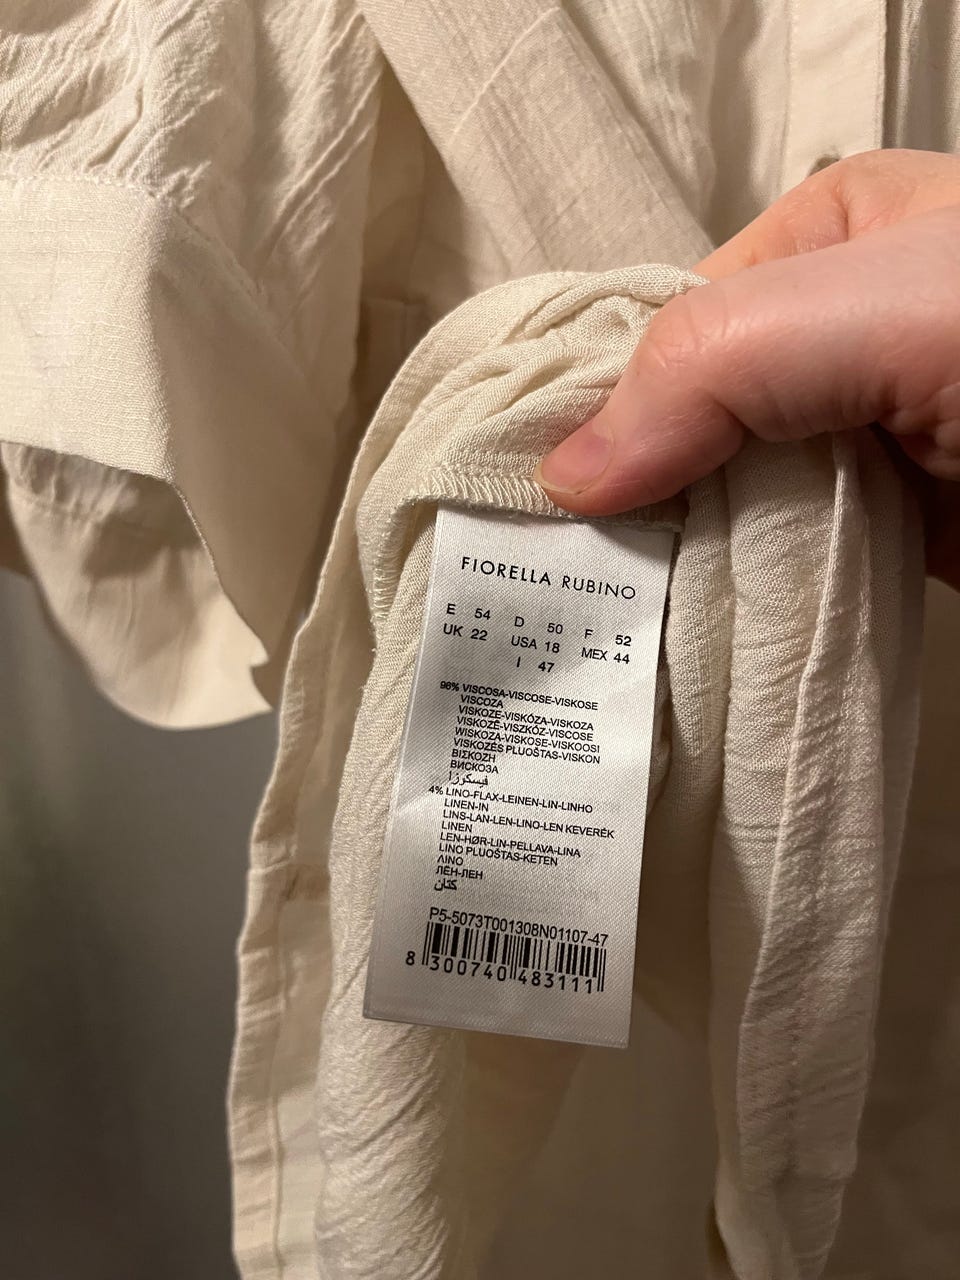 FIORELLA RUBINO
E 54 D 50 F 52
UK 22 USA 18 MEX 44
I 47
96% VISCOSA-VISCOSE-VISKOSE
VISCOZA
VISKOZE-VISKÓZA-VISKOZA
VISKOZĖ-VISZKÓZ-VISCOSE
WISKOZA-VISKOSE-VISKOOSI
VISKOZĖS PLUOŠTAS-VISKON
ΒΙΣΚΟΖΗ
ВИСКОЗА
فيسكوزا
4% LINO-FLAX-LEINEN-LIN-LINHO
LINEN-IN
LINS-LAN-LEN-LINO-LEN KEVERÉK
LINEN
LEN-HØR-LIN-PELLAVA-LINA
LINO PLUOŠTAS-KETEN
ΛΙΝΟ
ЛЁН-ЛЕН
كتان
P5-5073T001308N01107-47
8 300740 483111